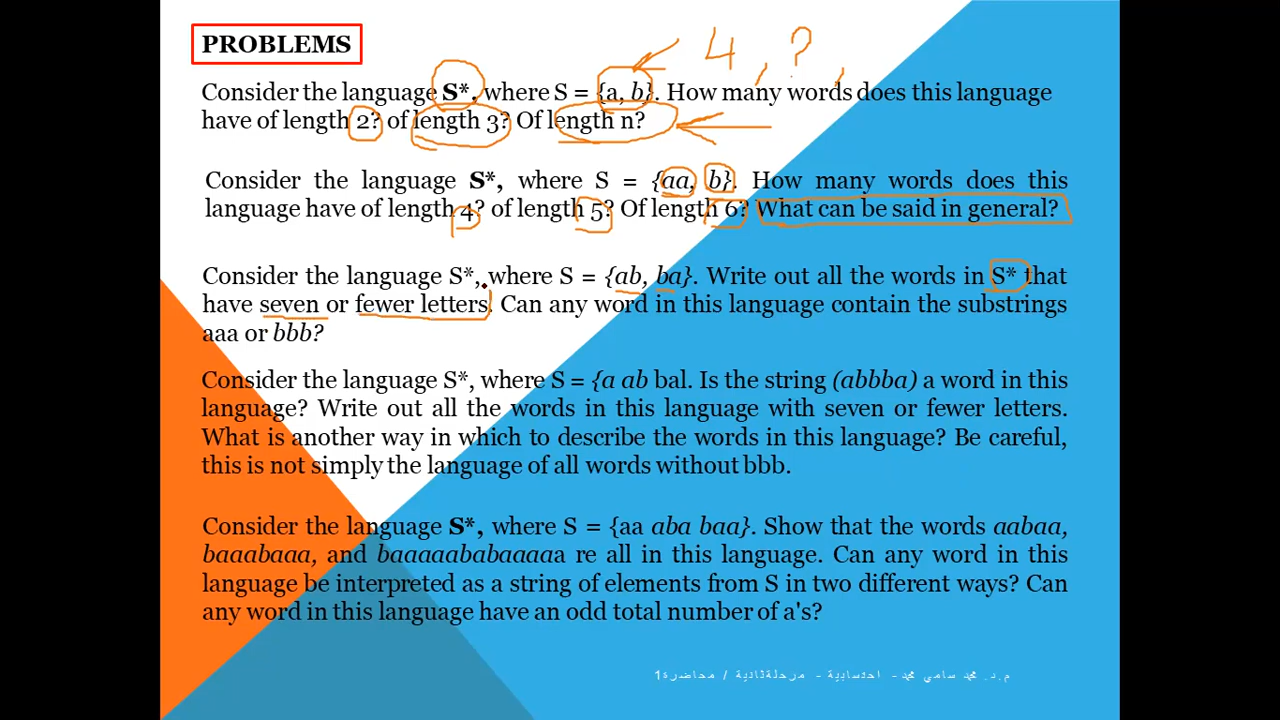 PROBLEMS
4, ?,
Consider the language S*, where S = {a, b}. How many words does this language
have of length 2? of length 3? Of length n?
Consider the language S*, where S = {aa, b}. How many words does this
language have of length 4? of length 5? Of length 6? What can be said in general?
Consider the language S*, where S = {ab, ba}. Write out all the words in S* that
have seven or fewer letters. Can any word in this language contain the substrings
aaa or bbb?
Consider the language S*, where S = {a ab bal. Is the string (abbba) a word in this
language? Write out all the words in this language with seven or fewer letters.
What is another way in which to describe the words in this language? Be careful,
this is not simply the language of all words without bbb.
Consider the language S*, where S = {aa aba baa}. Show that the words aabaa,
baaabaaa, and baaaaababaaaaa re all in this language. Can any word in this
language be interpreted as a string of elements from S in two different ways? Can
any word in this language have an odd total number of a's?
م.د. محمد سامي محمد - احتسابية - مرحلة ثانية / محاضرة 1